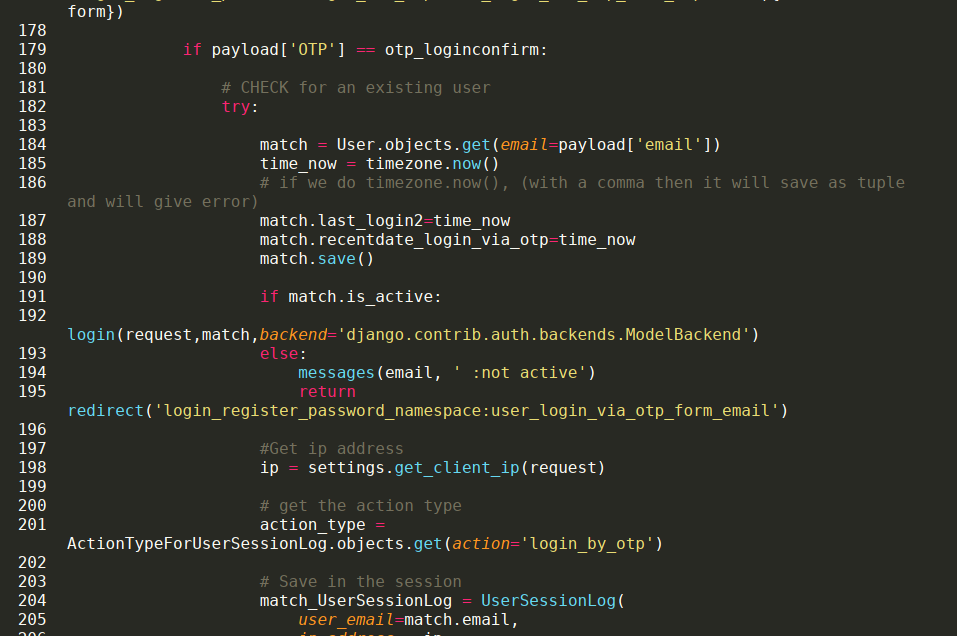 form})
178
179 if payload['OTP'] == otp_loginconfirm:
180
181 # CHECK for an existing user
182 try:
183
184 match = User.objects.get(email=payload['email'])
185 time_now = timezone.now()
186 # if we do timezone.now(), (with a comma then it will save as tuple
and will give error)
187 match.last_login2=time_now
188 match.recentdate_login_via_otp=time_now
189 match.save()
190
191 if match.is_active:
192
login(request,match,backend='django.contrib.auth.backends.ModelBackend')
193 else:
194 messages(email, ' :not active')
195 return
redirect('login_register_password_namespace:user_login_via_otp_form_email')
196
197 #Get ip address
198 ip = settings.get_client_ip(request)
199
200 # get the action type
201 action_type =
ActionTypeForUserSessionLog.objects.get(action='login_by_otp')
202
203 # Save in the session
204 match_UserSessionLog = UserSessionLog(
205 user_email=match.email,